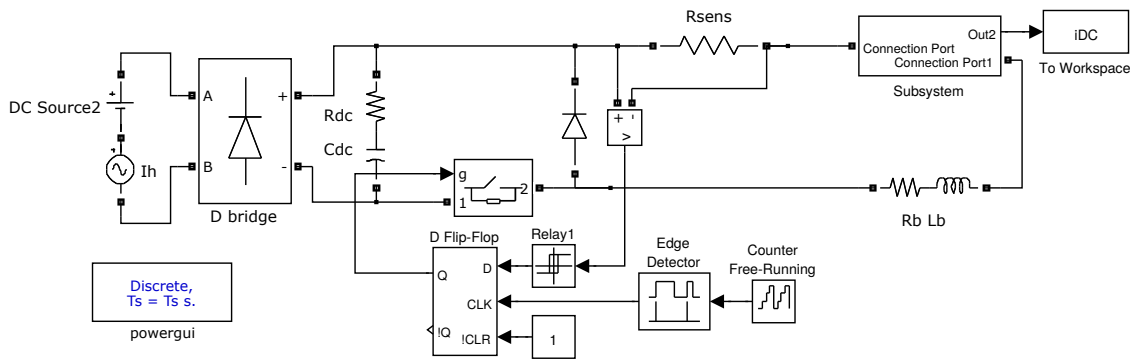 Rsens
Out2
Connection Port
Connection Port1
Subsystem
iDC
To Workspace
DC Source2
+
A
+
B
-
D bridge
+
Ih
Rdc
Cdc
+ -
V
g
1
2
Rb Lb
D Flip-Flop
Q
D
CLK
!Q
!CLR
Relay1
1
Edge
Detector
Counter
Free-Running
Discrete,
Ts = Ts s.
powergui